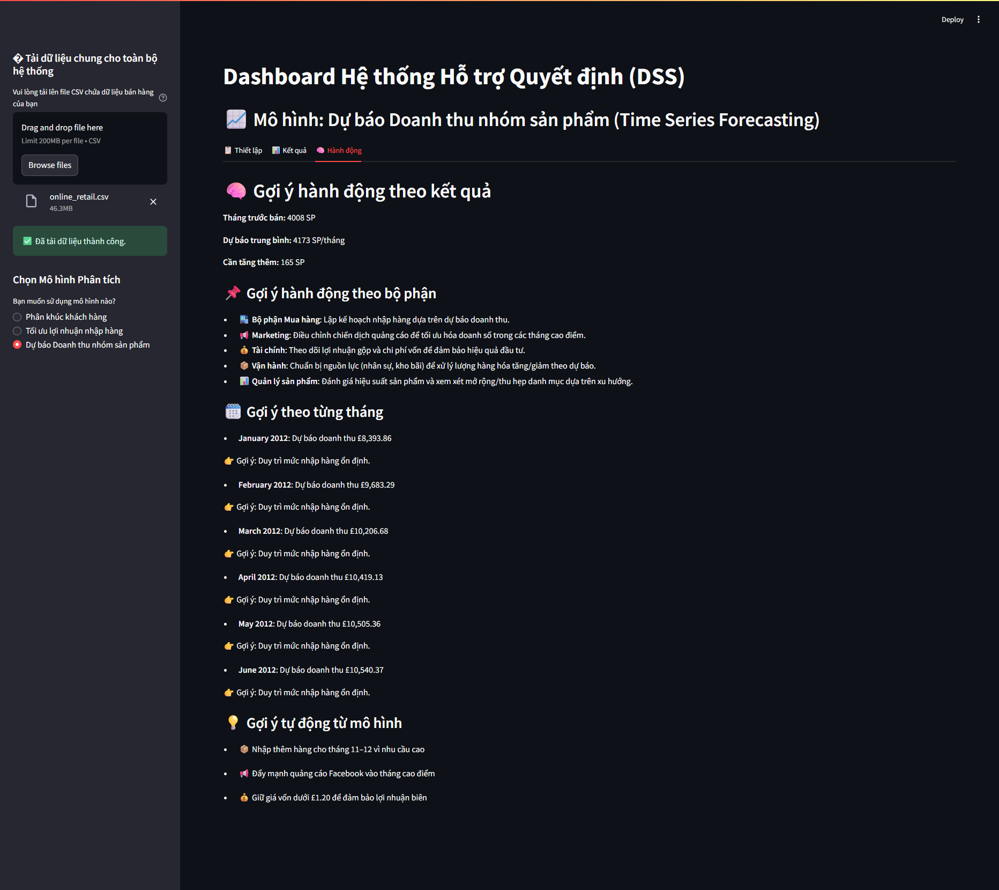 Deploy
� Tải dữ liệu chung cho toàn bộ
hệ thống
Vui lòng tải lên file CSV chứa dữ liệu bán hàng
của bạn
Drag and drop file here
Limit 200MB per file • CSV
Browse files
online_retail.csv
46.3MB
✅ Đã tải dữ liệu thành công.
Chọn Mô hình Phân tích
Bạn muốn sử dụng mô hình nào?
Phân khúc khách hàng
Tối ưu lợi nhuận nhập hàng
Dự báo Doanh thu nhóm sản phẩm
Dashboard Hệ thống Hỗ trợ Quyết định (DSS)
📈 Mô hình: Dự báo Doanh thu nhóm sản phẩm (Time Series Forecasting)
📋 Thiết lập 📊 Kết quả 🧠 Hành động
🧠 Gợi ý hành động theo kết quả
Tháng trước bán: 4008 SP
Dự báo trung bình: 4173 SP/tháng
Cần tăng thêm: 165 SP
📌 Gợi ý hành động theo bộ phận
• 🏬 Bộ phận Mua hàng: Lập kế hoạch nhập hàng dựa trên dự báo doanh thu.
• 📢 Marketing: Điều chỉnh chiến dịch quảng cáo để tối ưu hóa doanh số trong các tháng cao điểm.
• 💰 Tài chính: Theo dõi lợi nhuận gộp và chi phí vốn để đảm bảo hiệu quả đầu tư.
• 📦 Vận hành: Chuẩn bị nguồn lực (nhân sự, kho bãi) để xử lý lượng hàng hóa tăng/giảm theo dự báo.
• 📊 Quản lý sản phẩm: Đánh giá hiệu suất sản phẩm và xem xét mở rộng/thu hẹp danh mục dựa trên xu hướng.
🗓️ Gợi ý theo từng tháng
• January 2012: Dự báo doanh thu £8,393.86
👉 Gợi ý: Duy trì mức nhập hàng ổn định.
• February 2012: Dự báo doanh thu £9,683.29
👉 Gợi ý: Duy trì mức nhập hàng ổn định.
• March 2012: Dự báo doanh thu £10,206.68
👉 Gợi ý: Duy trì mức nhập hàng ổn định.
• April 2012: Dự báo doanh thu £10,419.13
👉 Gợi ý: Duy trì mức nhập hàng ổn định.
• May 2012: Dự báo doanh thu £10,505.36
👉 Gợi ý: Duy trì mức nhập hàng ổn định.
• June 2012: Dự báo doanh thu £10,540.37
👉 Gợi ý: Duy trì mức nhập hàng ổn định.
💡 Gợi ý tự động từ mô hình
• 📦 Nhập thêm hàng cho tháng 11–12 vì nhu cầu cao
• 📢 Đẩy mạnh quảng cáo Facebook vào tháng cao điểm
• 💰 Giữ giá vốn dưới £1.20 để đảm bảo lợi nhuận biên